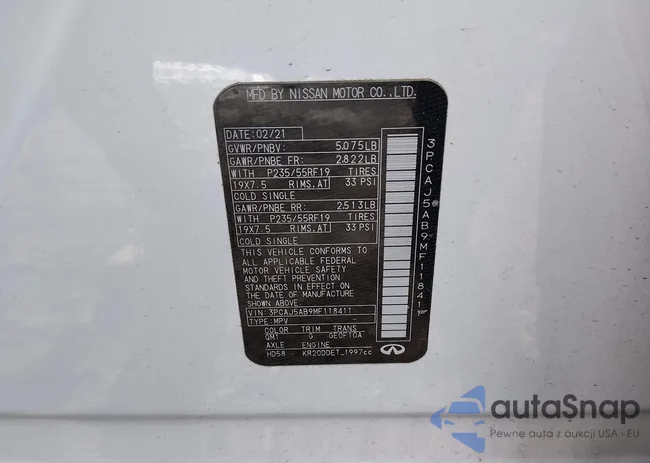 MFD BY NISSAN MOTOR CO.,LTD.
DATE: 02/21
GVWR/PNBV: 5,075LB
GAWR/PNBE FR: 2,822LB
WITH P235/55RF19 TIRES
19X7.5 RIMS.AT 33 PSI
COLD SINGLE
GAWR/PNBE RR: 2,513LB
WITH P235/55RF19 TIRES
19X7.5 RIMS.AT 33 PSI
COLD SINGLE
THIS VEHICLE CONFORMS TO
ALL APPLICABLE FEDERAL
MOTOR VEHICLE SAFETY
AND THEFT PREVENTION
STANDARDS IN EFFECT ON THE
DATE OF MANUFACTURE
SHOWN ABOVE.
VIN: 3PCAJ5AB9MF118411
TYPE: MPV
COLOR TRIM TRANS
QM1 G GE0F10A
AXLE ENGINE
HD58 KR20DDET 1997cc
3PCAJ5AB9MF118411
autaSnap
Pewne auta z aukcji USA i EU